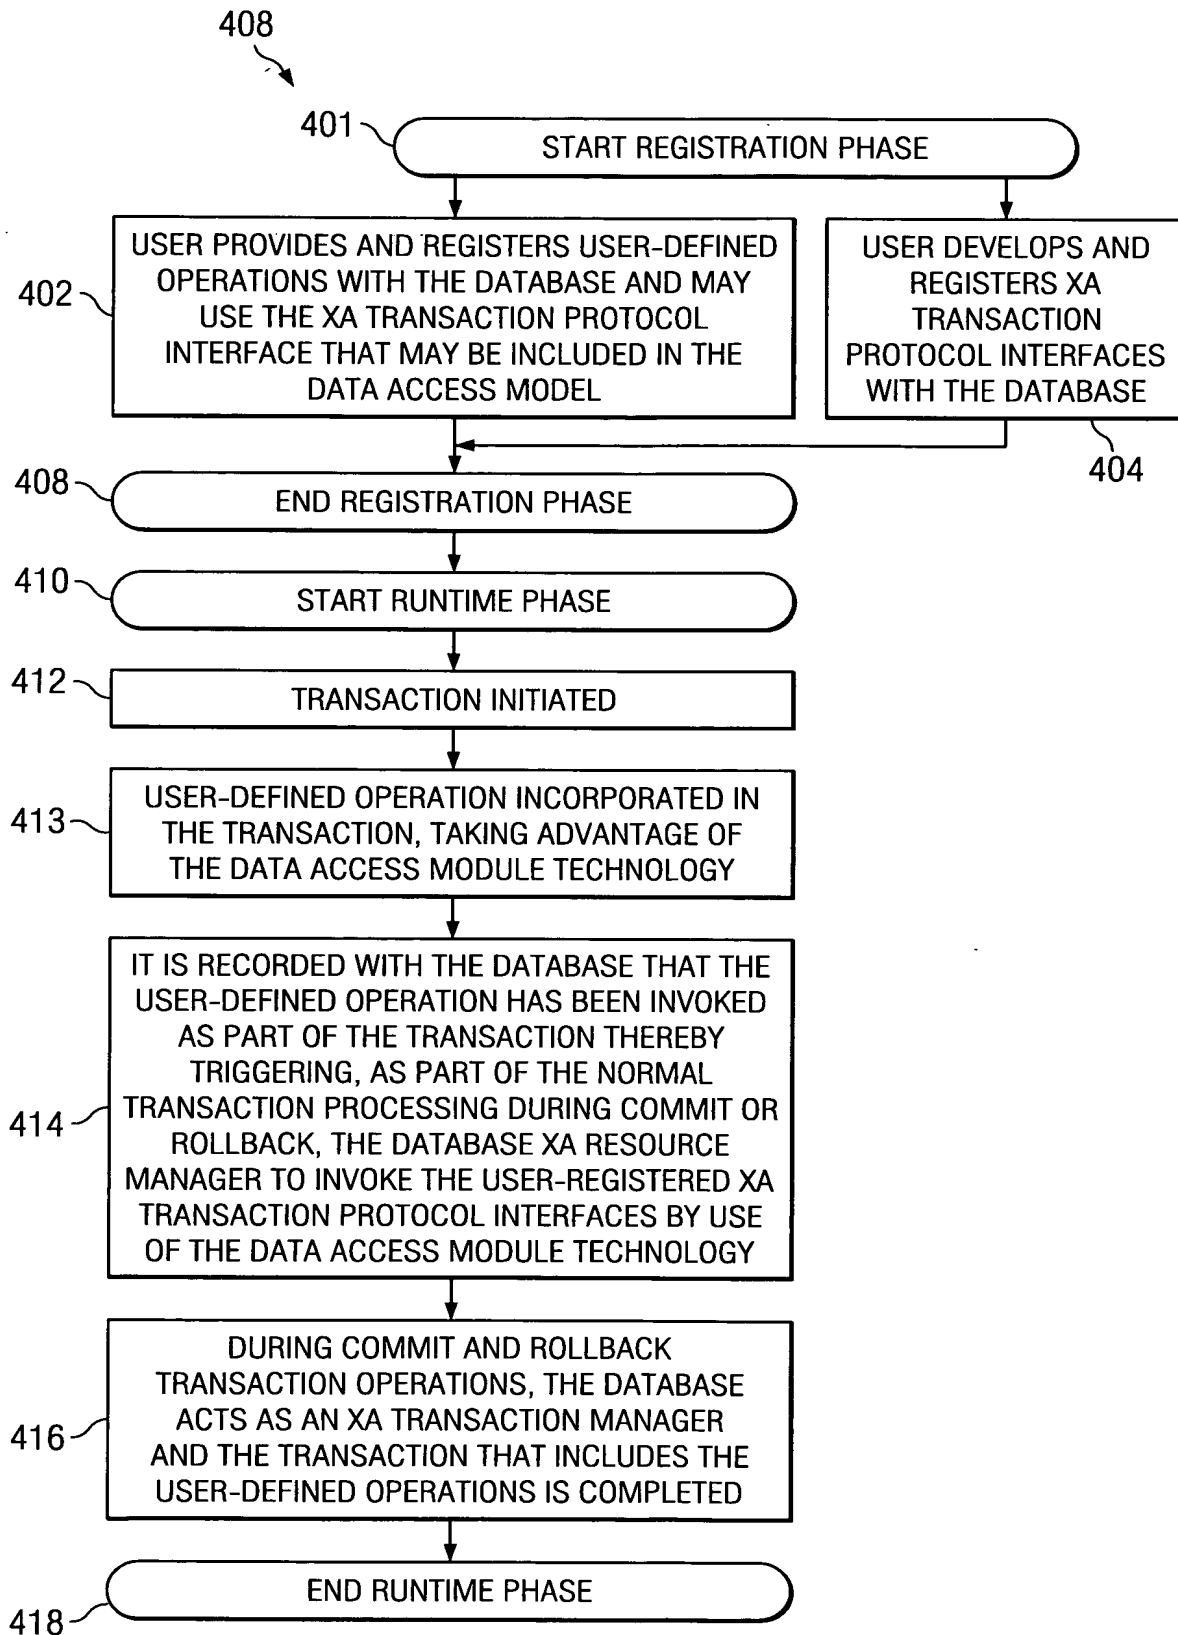 408
401
START REGISTRATION PHASE
402
USER PROVIDES AND REGISTERS USER-DEFINED
OPERATIONS WITH THE DATABASE AND MAY
USE THE XA TRANSACTION PROTOCOL
INTERFACE THAT MAY BE INCLUDED IN THE
DATA ACCESS MODEL
USER DEVELOPS AND
REGISTERS XA
TRANSACTION
PROTOCOL INTERFACES
WITH THE DATABASE
404
408
END REGISTRATION PHASE
410
START RUNTIME PHASE
412
TRANSACTION INITIATED
413
USER-DEFINED OPERATION INCORPORATED IN
THE TRANSACTION, TAKING ADVANTAGE OF
THE DATA ACCESS MODULE TECHNOLOGY
414
IT IS RECORDED WITH THE DATABASE THAT THE
USER-DEFINED OPERATION HAS BEEN INVOKED
AS PART OF THE TRANSACTION THEREBY
TRIGGERING, AS PART OF THE NORMAL
TRANSACTION PROCESSING DURING COMMIT OR
ROLLBACK, THE DATABASE XA RESOURCE
MANAGER TO INVOKE THE USER-REGISTERED XA
TRANSACTION PROTOCOL INTERFACES BY USE
OF THE DATA ACCESS MODULE TECHNOLOGY
416
DURING COMMIT AND ROLLBACK
TRANSACTION OPERATIONS, THE DATABASE
ACTS AS AN XA TRANSACTION MANAGER
AND THE TRANSACTION THAT INCLUDES THE
USER-DEFINED OPERATIONS IS COMPLETED
418
END RUNTIME PHASE